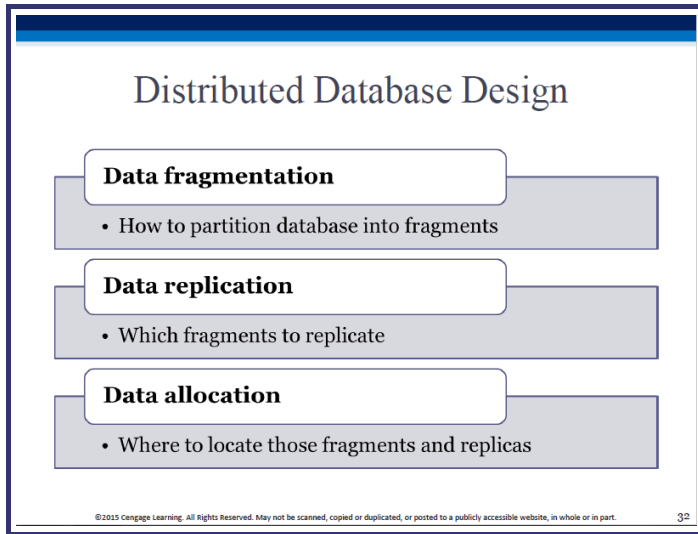 Distributed Database Design
Data fragmentation
• How to partition database into fragments
Data replication
• Which fragments to replicate
Data allocation
• Where to locate those fragments and replicas
©2015 Cengage Learning. All Rights Reserved. May not be scanned, copied or duplicated, or posted to a publicly accessible website, in whole or in part. 32